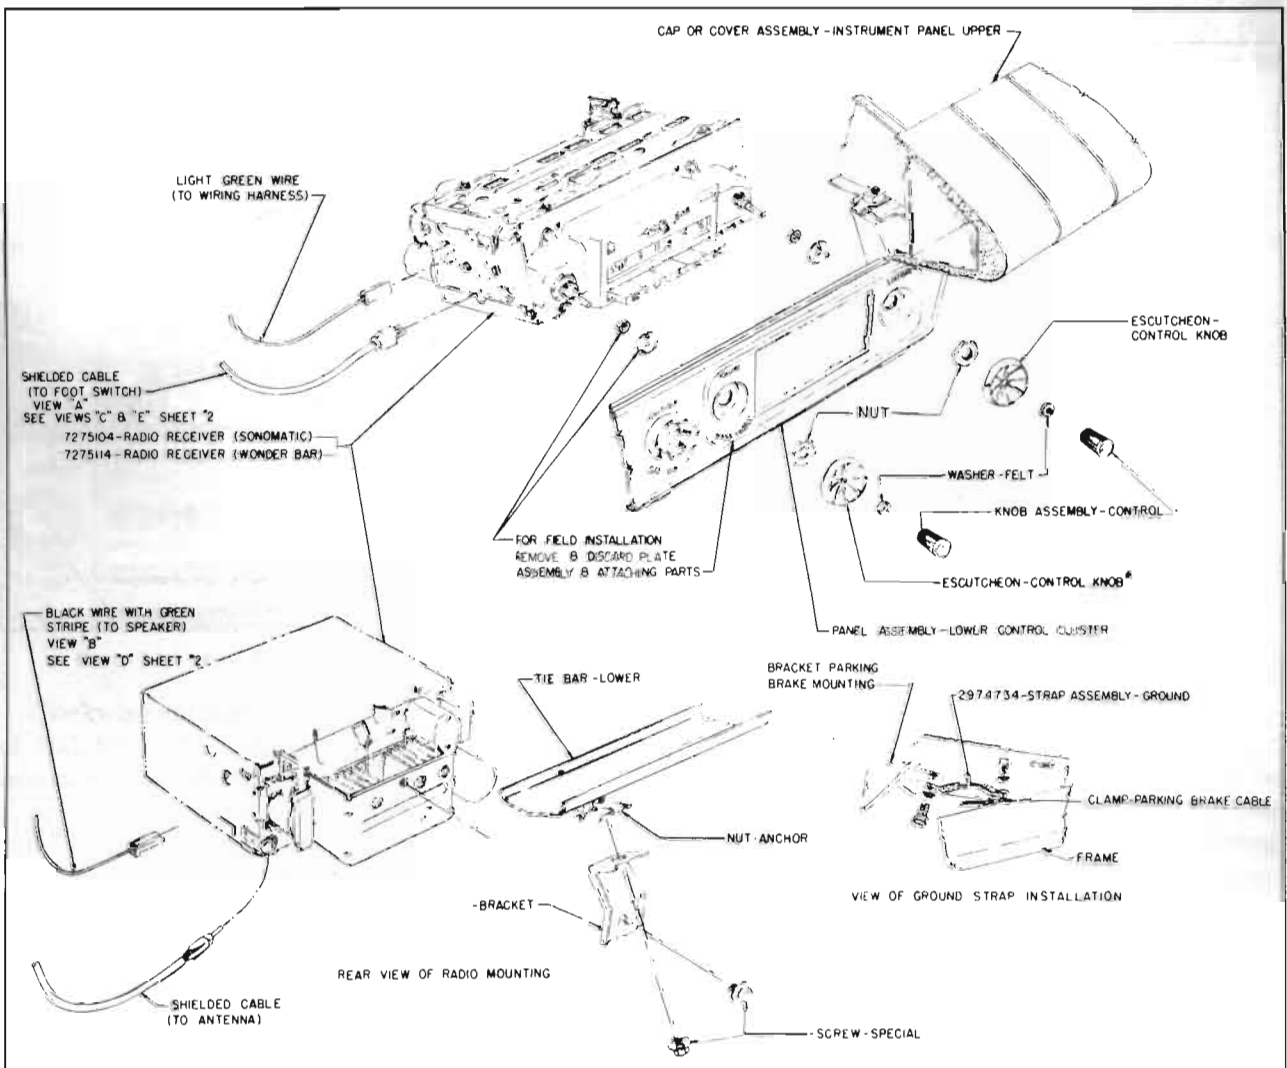 CAP OR COVER ASSEMBLY - INSTRUMENT PANEL UPPER
LIGHT GREEN WIRE
(TO WIRING HARNESS)
ESCUTCHEON-
CONTROL KNOB
SHIELDED CABLE
(TO FOOT SWITCH)
VIEW "A"
SEE VIEWS "C" & "E" SHEET #2
7275104-RADIO RECEIVER (SONOMATIC)
7275114-RADIO RECEIVER (WONDER BAR)
NUT
WASHER-FELT
KNOB ASSEMBLY-CONTROL
FOR FIELD INSTALLATION
REMOVE & DISCARD PLATE
ASSEMBLY & ATTACHING PARTS
ESCUTCHEON-CONTROL KNOB
PANEL ASSEMBLY-LOWER CONTROL CLUSTER
BLACK WIRE WITH GREEN
STRIPE (TO SPEAKER)
VIEW "B"
SEE VIEW "D" SHEET #2
TIE BAR-LOWER
BRACKET PARKING
BRAKE MOUNTING
2974734-STRAP ASSEMBLY-GROUND
CLAMP-PARKING BRAKE CABLE
NUT-ANCHOR
FRAME
VIEW OF GROUND STRAP INSTALLATION
-BRACKET
REAR VIEW OF RADIO MOUNTING
SHIELDED CABLE
(TO ANTENNA)
-SCREW-SPECIAL